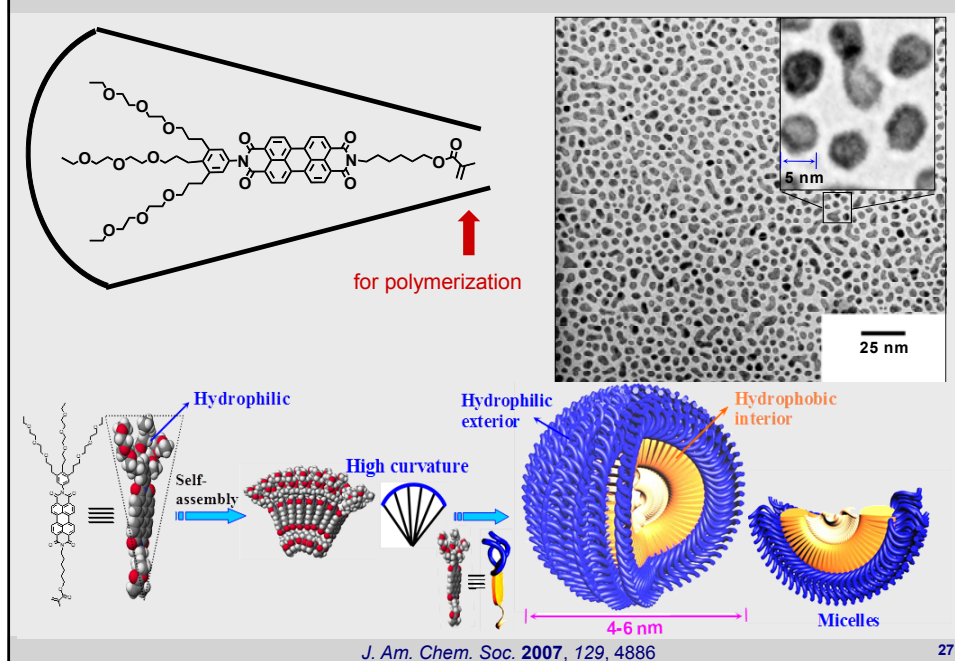 for polymerization
5 nm
25 nm
Hydrophilic
Self-
assembly
High curvature
Hydrophilic
exterior
Hydrophobic
interior
4-6 nm
Micelles
J. Am. Chem. Soc. 2007, 129, 4886
27
O
O
O
O
O
O
O
O
O
O
N
O
O
N
O
O
O